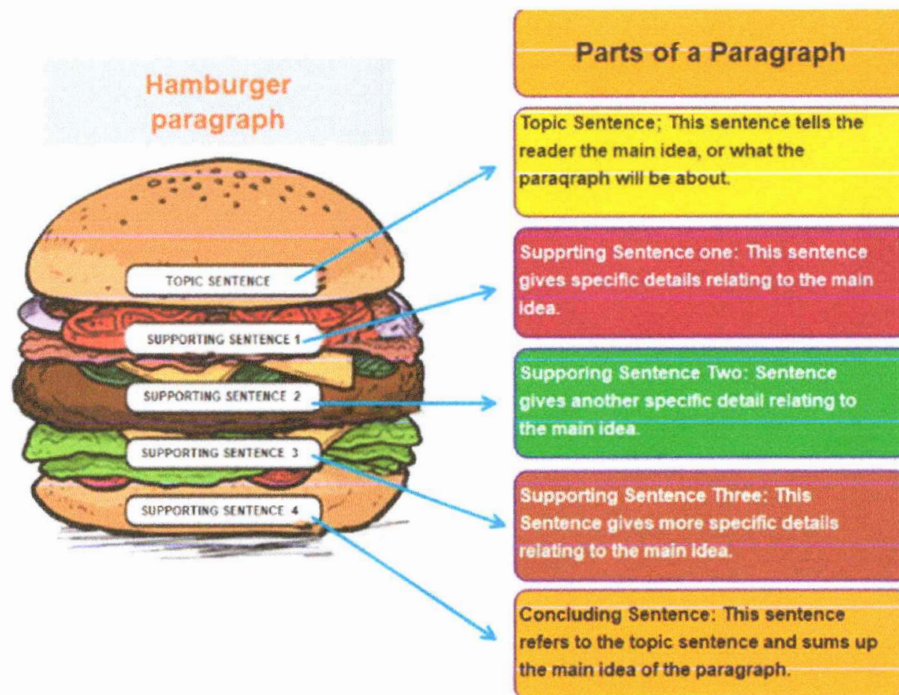 Hamburger
paragraph
TOPIC SENTENCE
SUPPORTING SENTENCE 1
SUPPORTING SENTENCE 2
SUPPORTING SENTENCE 3
SUPPORTING SENTENCE 4
Parts of a Paragraph
Topic Sentence; This sentence tells the
reader the main idea, or what the
paraqraph will be about.
Supprting Sentence one: This sentence
gives specific details relating to the main
idea.
Supporing Sentence Two: Sentence
gives another specific detail relating to
the main idea.
Supporting Sentence Three: This
Sentence gives more specific details
relating to the main idea.
Concluding Sentence: This sentence
refers to the topic sentence and sums up
the main idea of the paragraph.